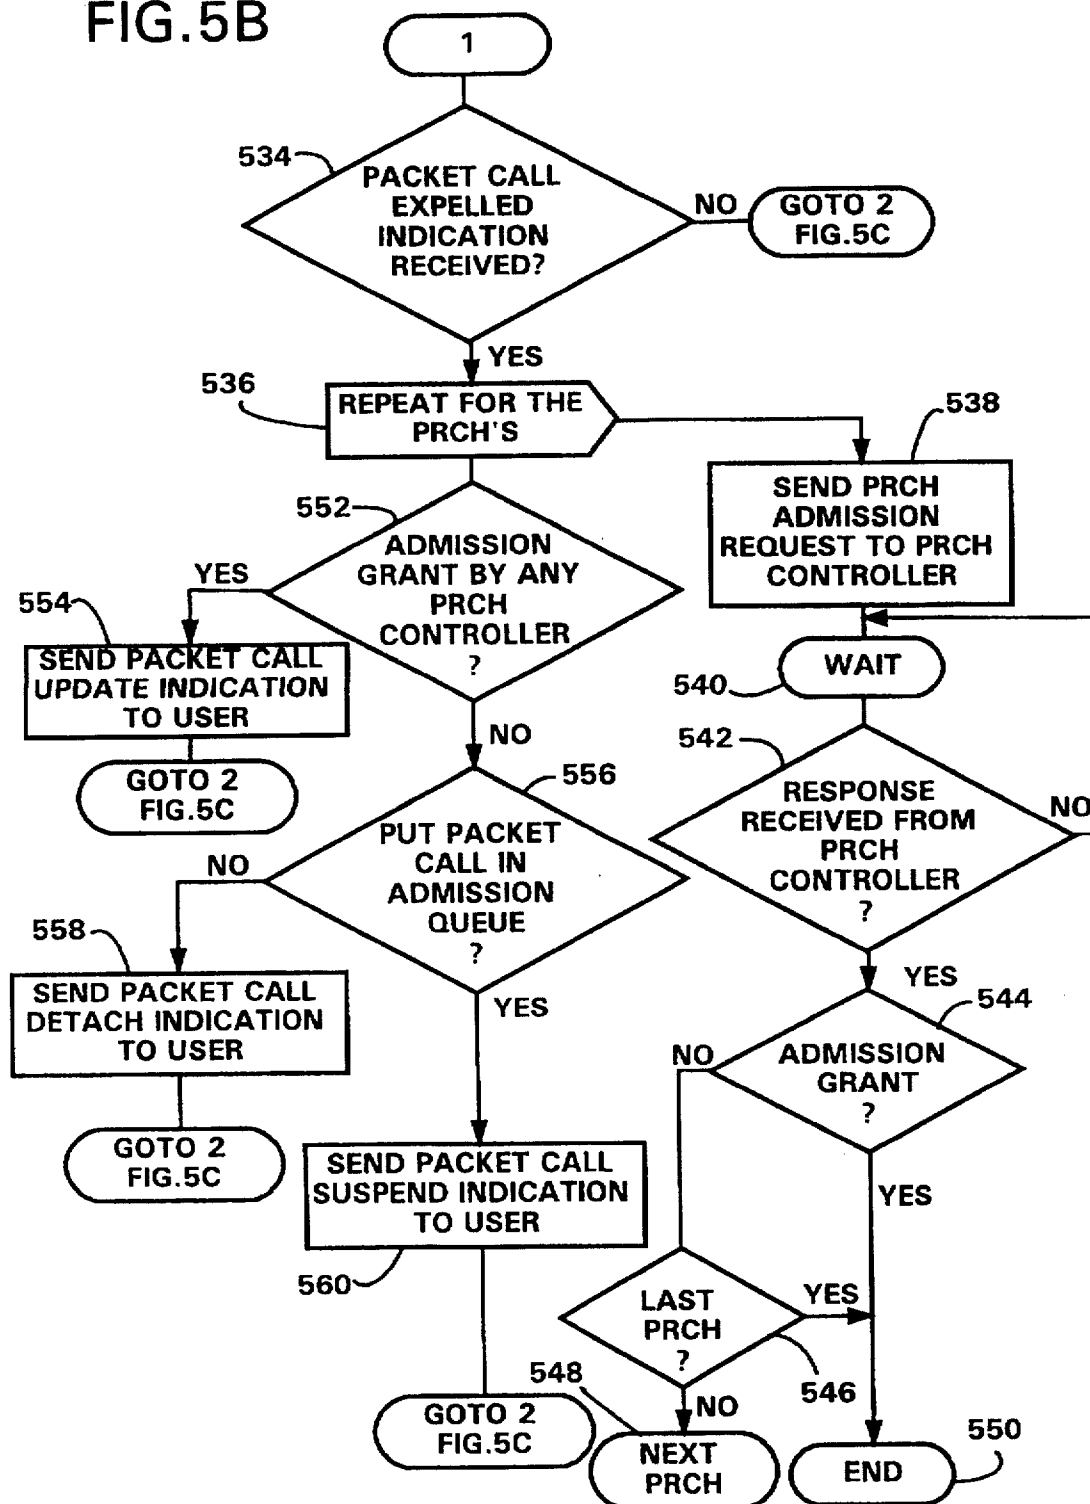 FIG.5B
1
534
PACKET CALL
EXPELLED
INDICATION
RECEIVED?
NO
GOTO 2
FIG.5C
YES
536
REPEAT FOR THE
PRCH'S
538
SEND PRCH
ADMISSION
REQUEST TO PRCH
CONTROLLER
552
ADMISSION
GRANT BY ANY
PRCH
CONTROLLER
?
YES
554
SEND PACKET CALL
UPDATE INDICATION
TO USER
GOTO 2
FIG.5C
NO
WAIT
540
542
RESPONSE
RECEIVED FROM
PRCH
CONTROLLER
?
NO
556
PUT PACKET
CALL IN
ADMISSION
QUEUE
?
NO
558
SEND PACKET CALL
DETACH INDICATION
TO USER
GOTO 2
FIG.5C
YES
YES
544
ADMISSION
GRANT
?
NO
YES
SEND PACKET CALL
SUSPEND INDICATION
TO USER
560
GOTO 2
FIG.5C
LAST
PRCH
?
YES
546
548
NO
NEXT
PRCH
END
550